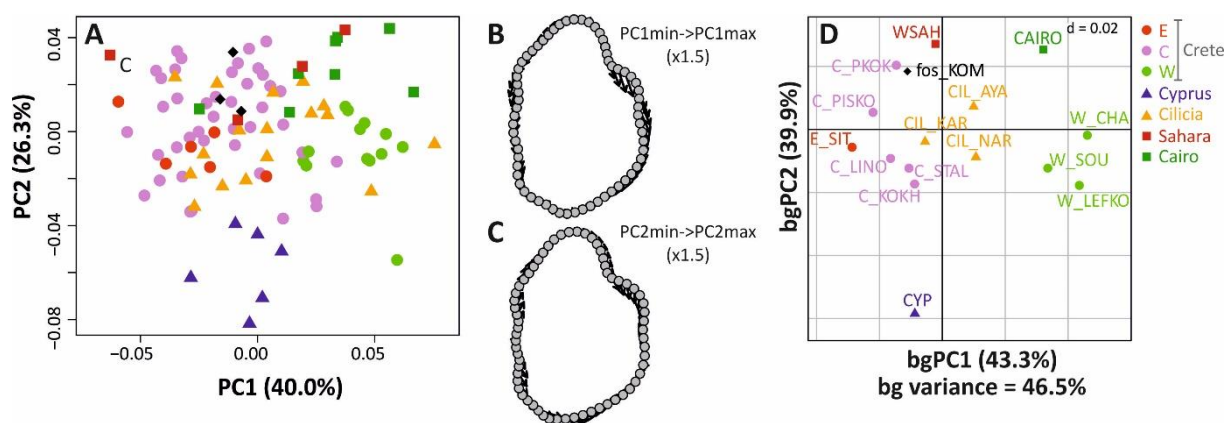 A
C
0.04
0.00
−0.04
−0.08
PC2 (26.3%)
−0.05
0.00
0.05
PC1 (40.0%)
B
PC1min->PC1max
(x1.5)
C
PC2min->PC2max
(x1.5)
D
d = 0.02
WSAH
CAIRO
C_PKOK
fos_KOM
CIL_AYA
C_PISKO
CIL_KAR
W_CHA
E_SIT
CIL_NAR
C_LINO
C_STAL
W_SOU
C_KOKH
W_LEFKO
CYP
bgPC2 (39.9%)
bgPC1 (43.3%)
bg variance = 46.5%
E
C
W
Crete
Cyprus
Cilicia
Sahara
Cairo